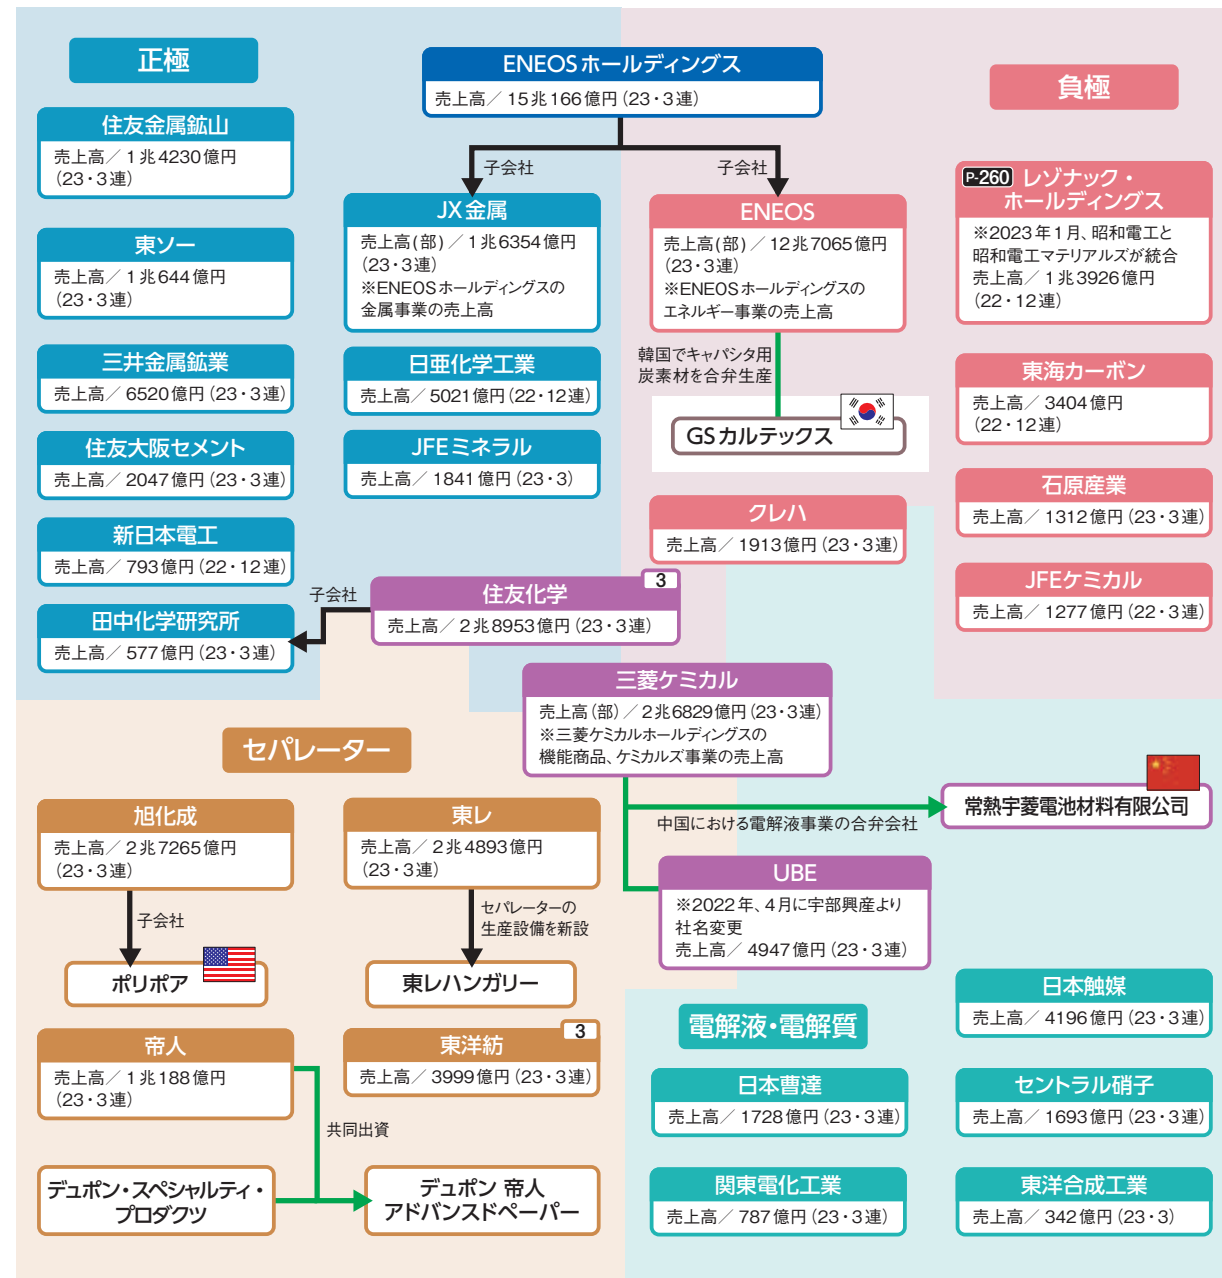 正極
ENEOSホールディングス
売上高／15兆166億円(23・3連)
負極
住友金属鉱山
売上高／1兆4230億円
(23・3連)
子会社
子会社
P-260 レゾナック・
ホールディングス
※2023年1月、昭和電工と
昭和電工マテリアルズが統合
売上高／1兆3926億円
(22・12連)
JX金属
売上高(部)／1兆6354億円
(23・3連)
※ENEOSホールディングスの
金属事業の売上高
ENEOS
売上高(部)／12兆7065億円
(23・3連)
※ENEOSホールディングスの
エネルギー事業の売上高
東ソー
売上高／1兆644億円
(23・3連)
三井金属鉱業
売上高／6520億円(23・3連)
日亜化学工業
売上高／5021億円(22・12連)
韓国でキャパシタ用
炭素材を合弁生産
GSカルテックス
東海カーボン
売上高／3404億円
(22・12連)
住友大阪セメント
売上高／2047億円(23・3連)
JFEミネラル
売上高／1841億円(23・3)
石原産業
売上高／1312億円(23・3連)
クレハ
売上高／1913億円(23・3連)
新日本電工
売上高／793億円(22・12連)
JFEケミカル
売上高／1277億円(22・3連)
子会社
住友化学
3
売上高／2兆8953億円(23・3連)
田中化学研究所
売上高／577億円(23・3連)
三菱ケミカル
売上高(部)／2兆6829億円(23・3連)
※三菱ケミカルホールディングスの
機能商品、ケミカルズ事業の売上高
セパレーター
旭化成
売上高／2兆7265億円
(23・3連)
東レ
売上高／2兆4893億円
(23・3連)
中国における電解液事業の合弁会社
常熱宇菱電池材料有限公司
UBE
※2022年、4月に宇部興産より
社名変更
売上高／4947億円(23・3連)
子会社
セパレーターの
生産設備を新設
ポリポア
東レハンガリー
電解液・電解質
日本触媒
売上高／4196億円(23・3連)
帝人
売上高／1兆188億円
(23・3連)
東洋紡
3
売上高／3999億円(23・3連)
日本曹達
売上高／1728億円(23・3連)
セントラル硝子
売上高／1693億円(23・3連)
共同出資
デュポン・スペシャルティ・
プロダクツ
デュポン 帝人
アドバンスドペーパー
関東電化工業
売上高／787億円(23・3連)
東洋合成工業
売上高／342億円(23・3)